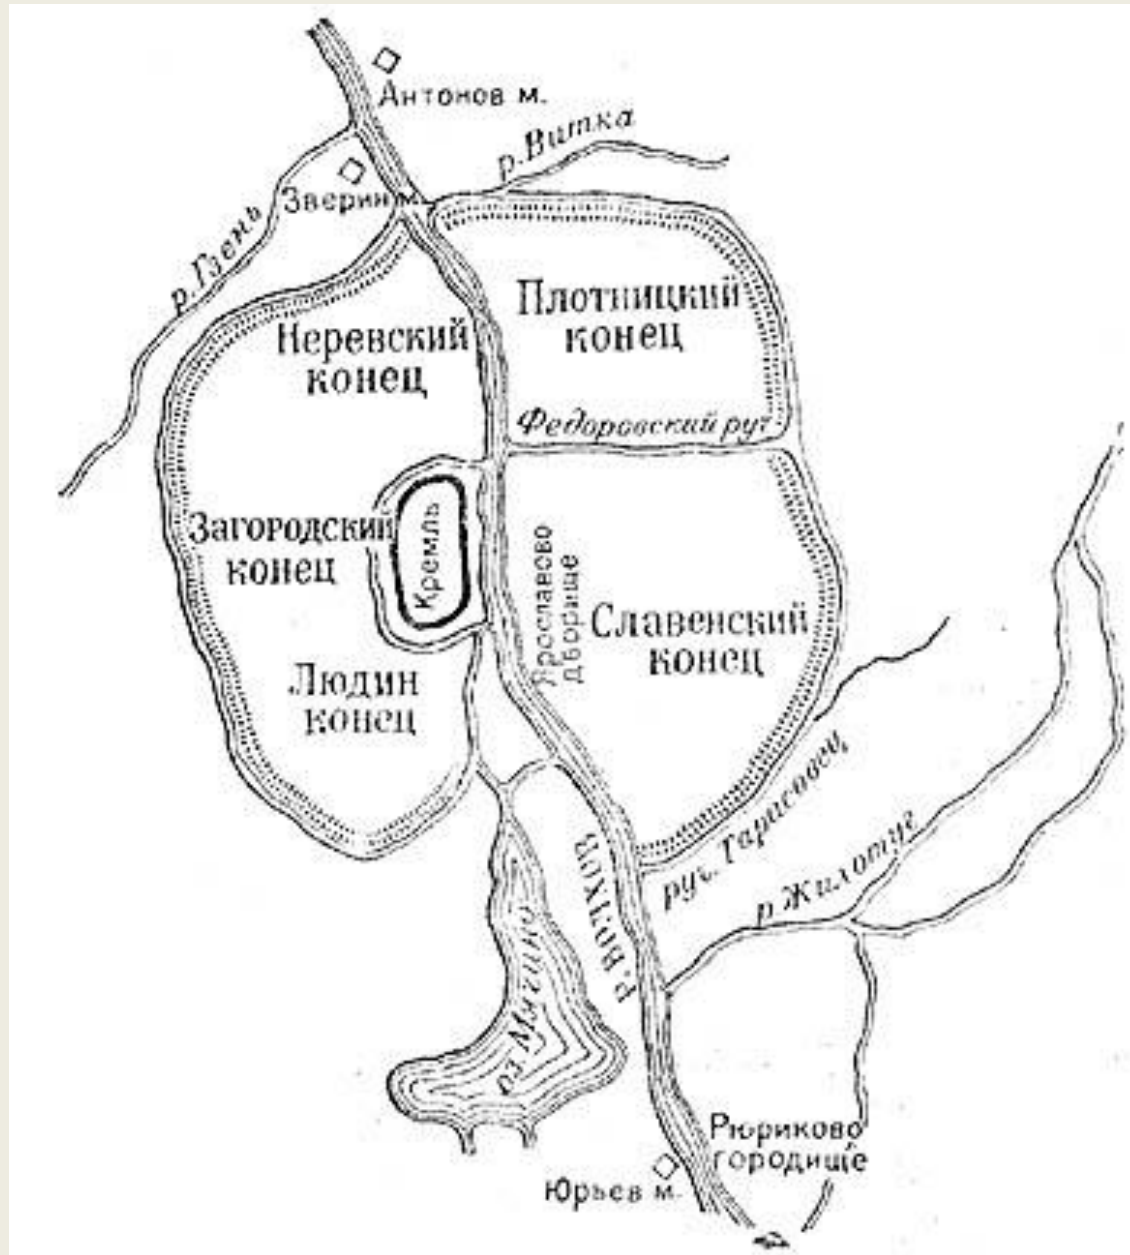 Антонов м.
р. Витка
Зверин м.
р. Гзень
Плотницкий
конец
Неревский
конец
Федоровский руч
Загородский
конец
Кремль
Ярославово
дворище
Славенский
конец
Людин
конец
руч. Тарасовец
р. Жилотуг
р. Волхов
оз. Мячино
Рюриково
городище
Юрьев м.